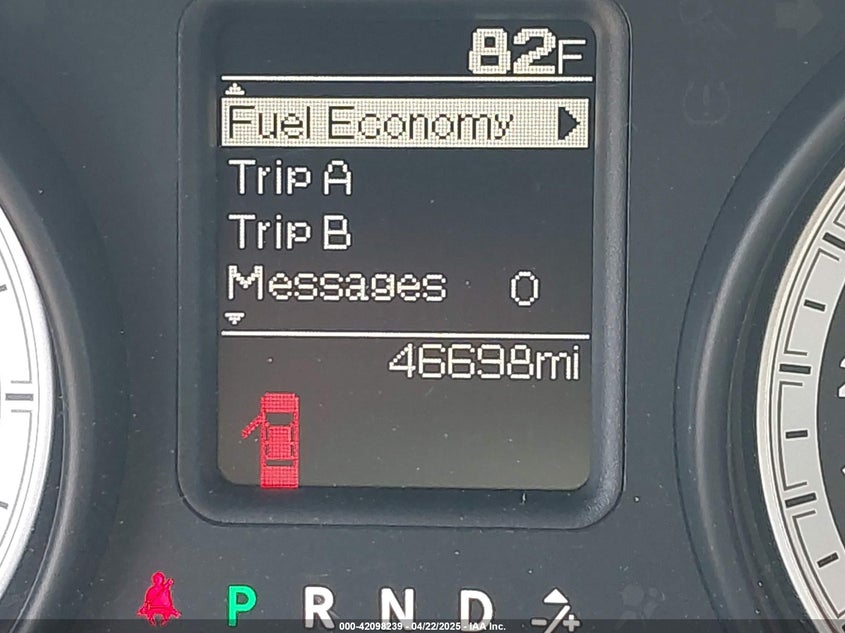 82F
Fuel Economy
Trip A
Trip B
Messages 0
46698mi
P R N D -/+
000-42098239 - 04/22/2025 - IAA Inc.